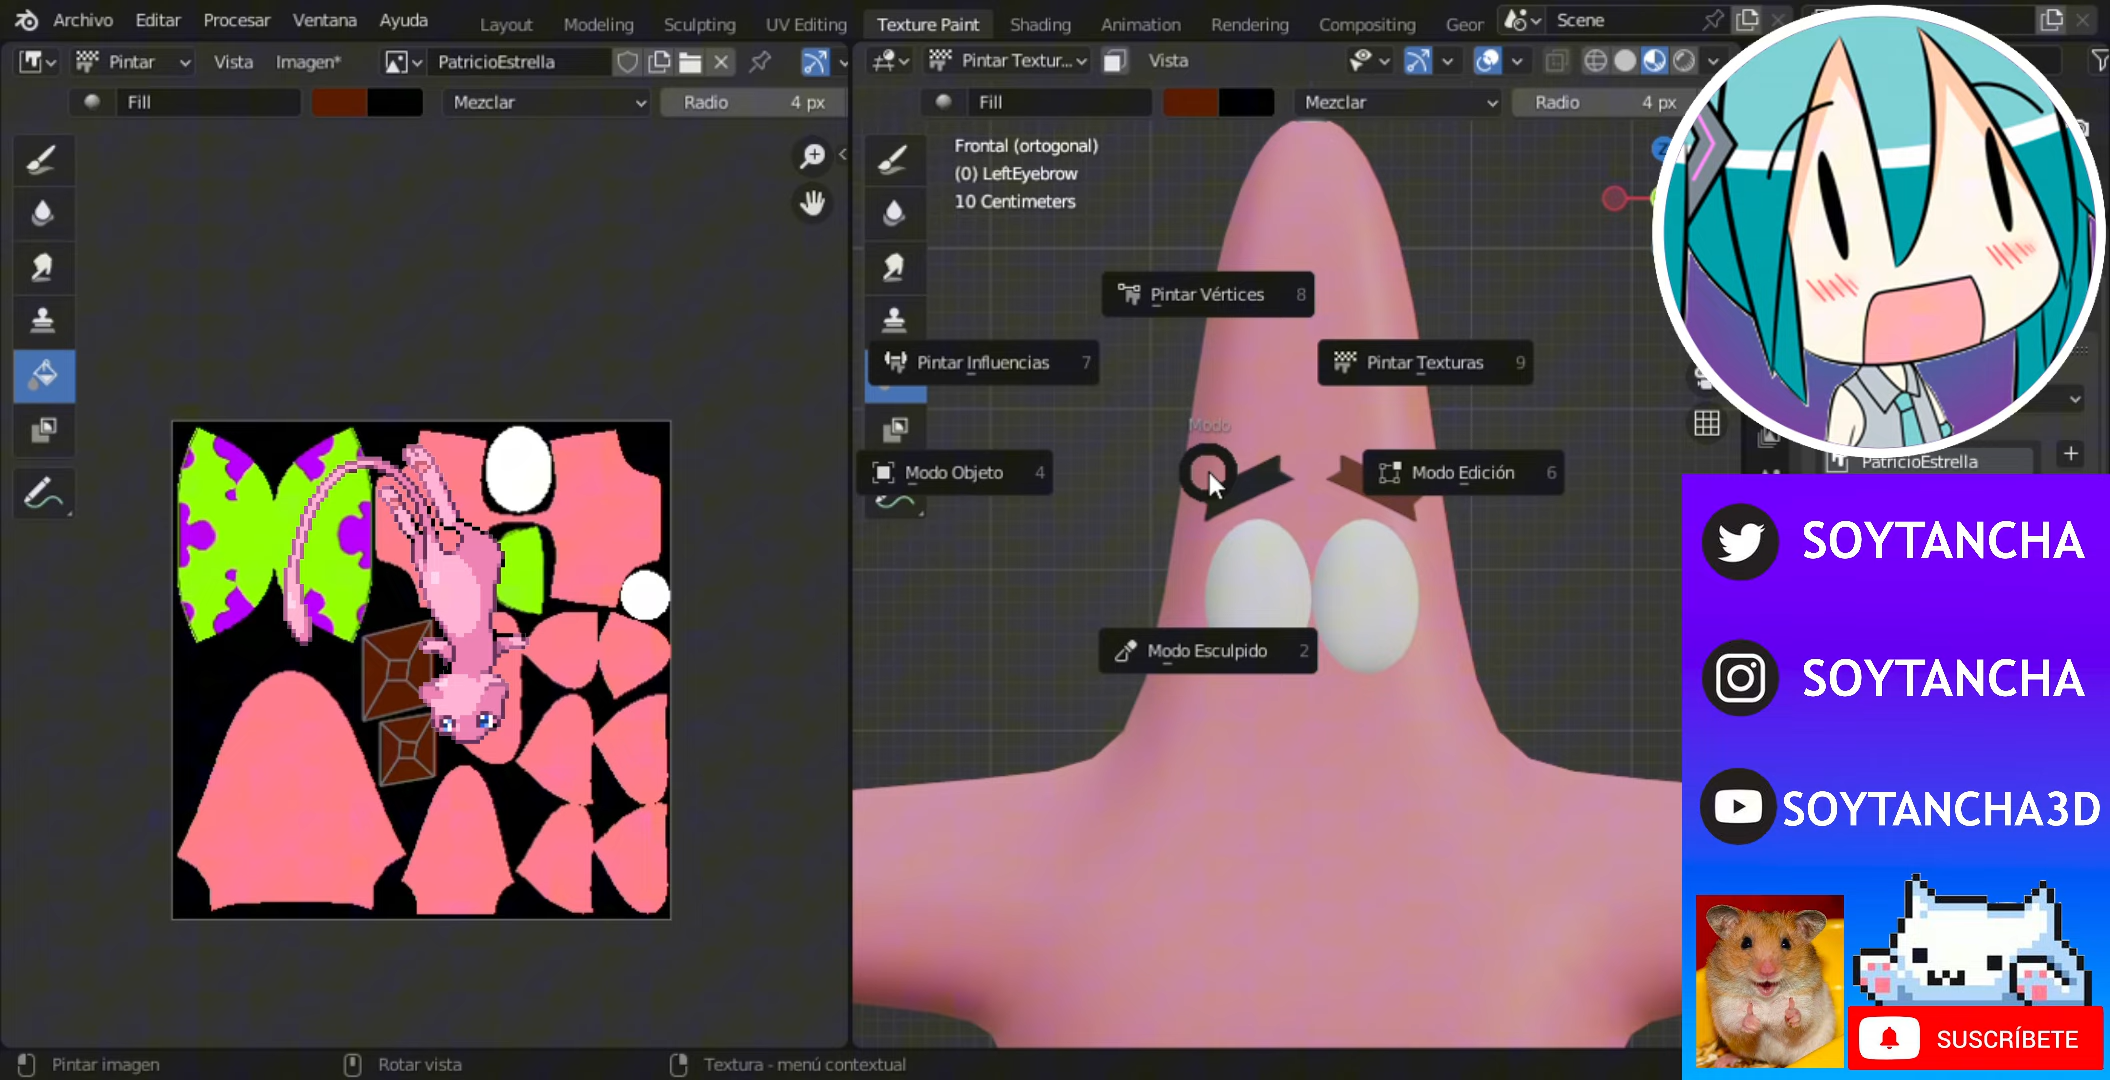 Archivo Editar Procesar Ventana Ayuda Layout Modeling Sculpting UV Editing Texture Paint Shading Animation Rendering Compositing Geor Scene
Pintar Vista Imagen* PatricioEstrella Pintar Textur... Vista
Fill Mezclar Radio 4 px Fill Mezclar Radio 4 px
Frontal (ortogonal)
(0) LeftEyebrow
10 Centimeters
Pintar Vértices 8
Pintar Influencias 7
Pintar Texturas 9
Modo
Modo Objeto 4
Modo Edición 6
PatricioEstrella
Modo Esculpido 2
SOYTANCHA
SOYTANCHA
SOYTANCHA3D
SUSCRÍBETE
Pintar imagen Rotar vista Textura - menú contextual